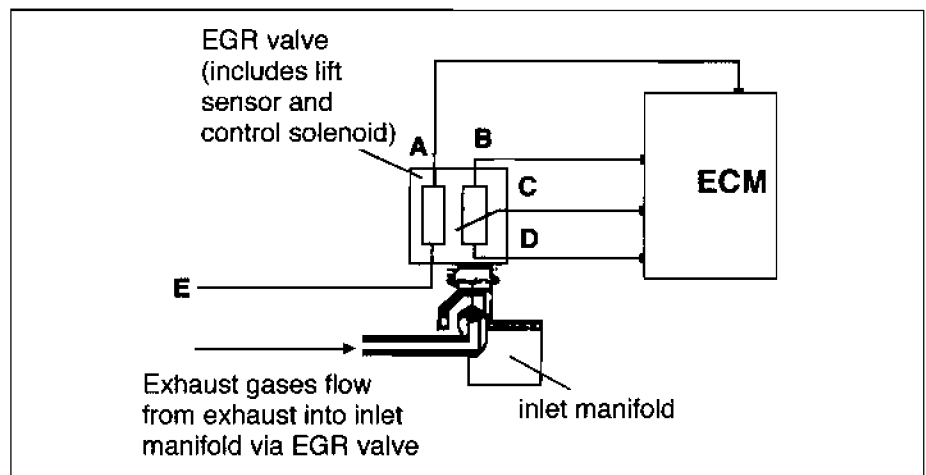 EGR valve
(includes lift
sensor and
control solenoid)
A
B
C
D
E
ECM
Exhaust gases flow
from exhaust into inlet
manifold via EGR valve
inlet manifold